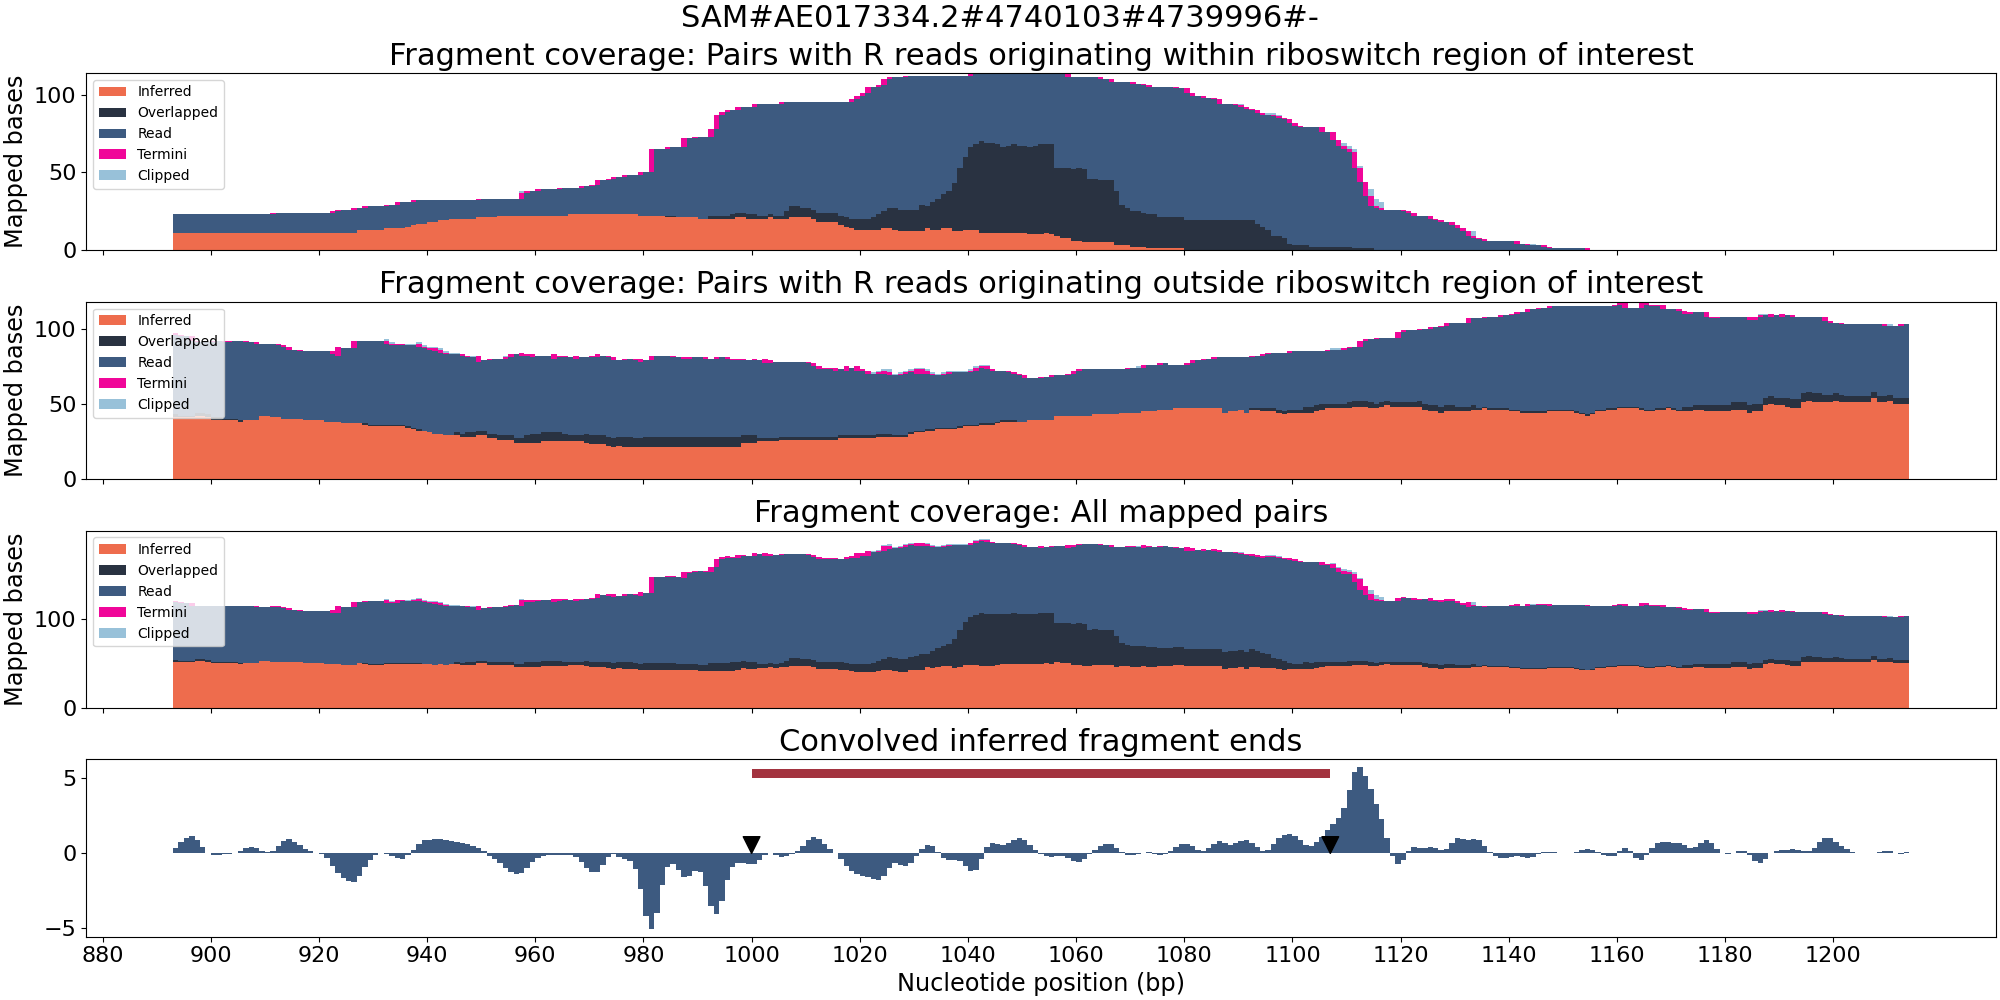 SAM#AE017334.2#4740103#4739996#-
Fragment coverage: Pairs with R reads originating within riboswitch region of interest
Mapped bases
100
50
0
Inferred
Overlapped
Read
Termini
Clipped
Fragment coverage: Pairs with R reads originating outside riboswitch region of interest
Mapped bases
100
50
0
Inferred
Overlapped
Read
Termini
Clipped
Fragment coverage: All mapped pairs
Mapped bases
100
0
Inferred
Overlapped
Read
Termini
Clipped
Convolved inferred fragment ends
5
0
−5
880 900 920 940 960 980 1000 1020 1040 1060 1080 1100 1120 1140 1160 1180 1200
Nucleotide position (bp)